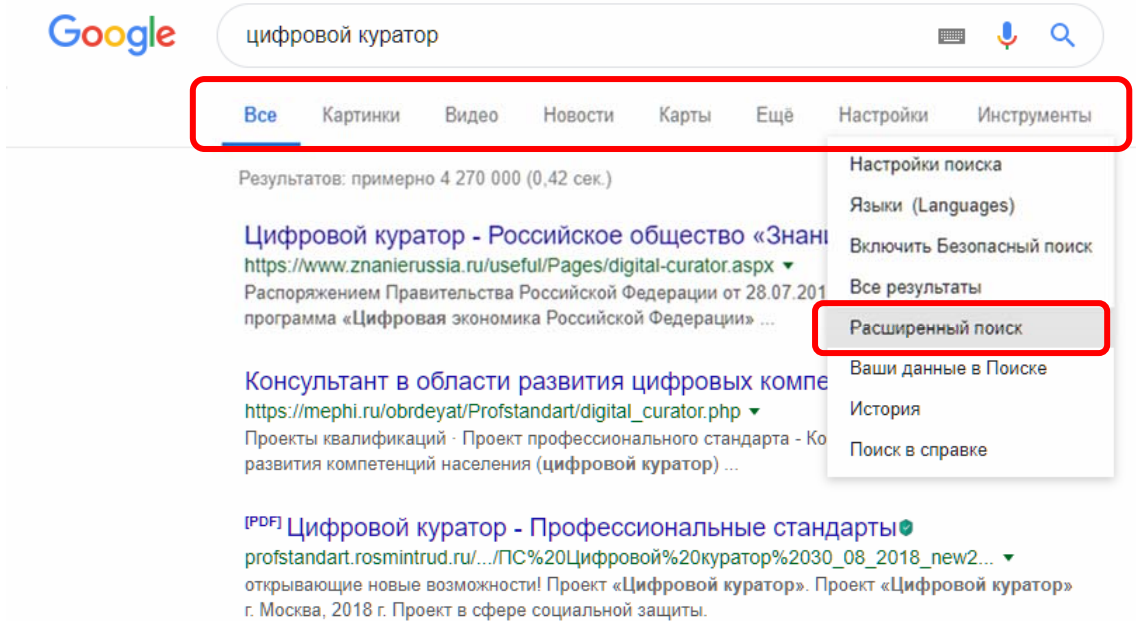 Google цифровой куратор
Все Картинки Видео Новости Карты Ещё Настройки Инструменты
Результатов: примерно 4 270 000 (0,42 сек.)
Настройки поиска
Языки (Languages)
Включить Безопасный поиск
Все результаты
Расширенный поиск
Ваши данные в Поиске
История
Поиск в справке
Цифровой куратор - Российское общество «Знани
https://www.znanierussia.ru/useful/Pages/digital-curator.aspx
Распоряжением Правительства Российской Федерации от 28.07.201
программа «Цифровая экономика Российской Федерации» ...
Консультант в области развития цифровых компе
https://mephi.ru/obrdeyat/Profstandart/digital_curator.php
Проекты квалификаций · Проект профессионального стандарта - Ко
развития компетенций населения (цифровой куратор) ...
[PDF] Цифровой куратор - Профессиональные стандарты
profstandart.rosmintrud.ru/.../ПС%20Цифровой%20куратор%2030_08_2018_new2...
открывающие новые возможности! Проект «Цифровой куратор». Проект «Цифровой куратор»
г. Москва, 2018 г. Проект в сфере социальной защиты.